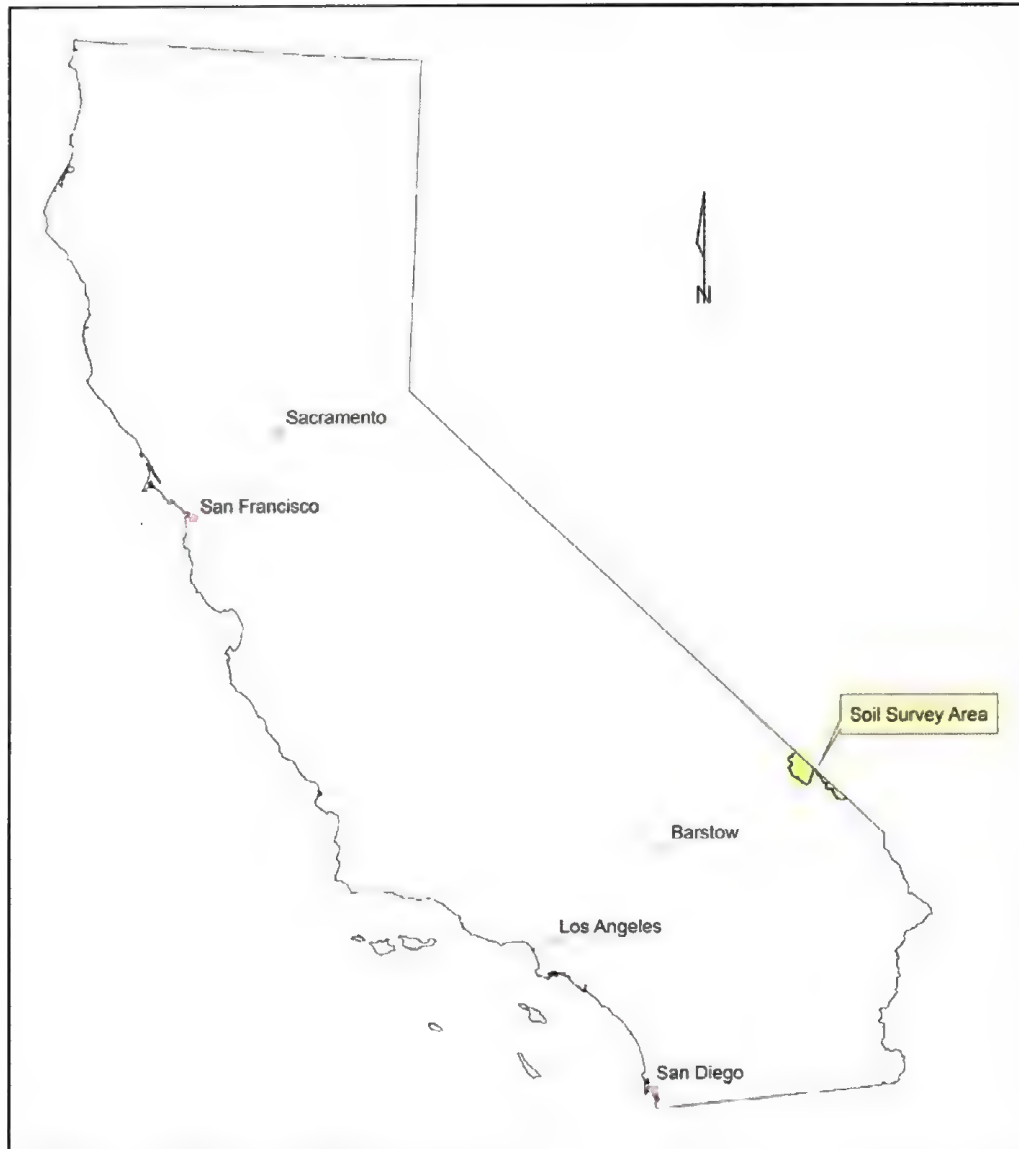 N
Sacramento
San Francisco
Soil Survey Area
Barstow
Los Angeles
San Diego